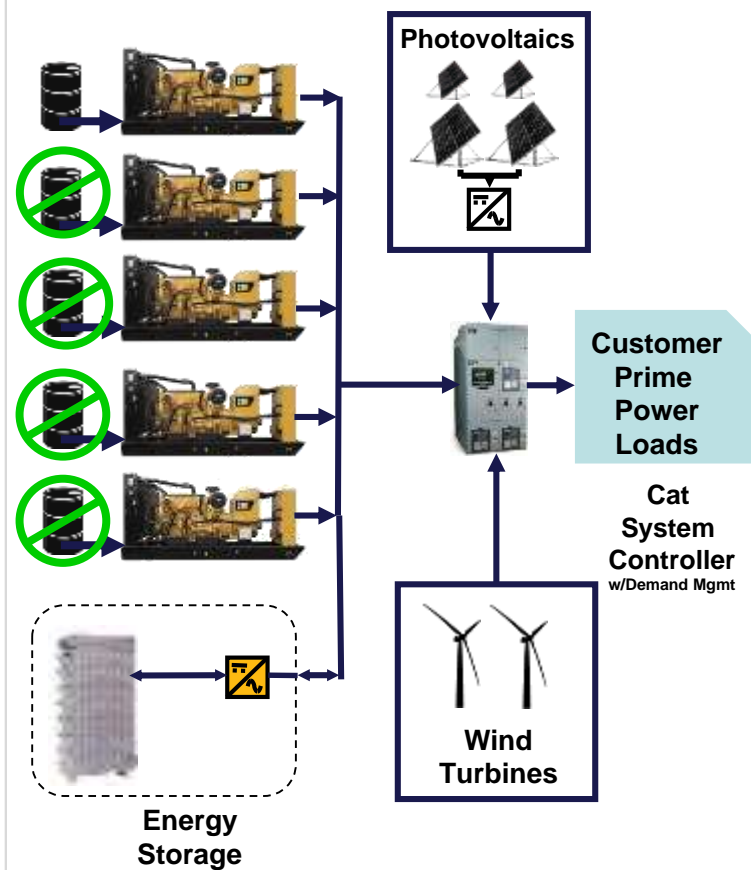 Photovoltaics
Customer
Prime
Power
Loads
Cat
System
Controller
w/Demand Mgmt
Wind
Turbines
Energy
Storage